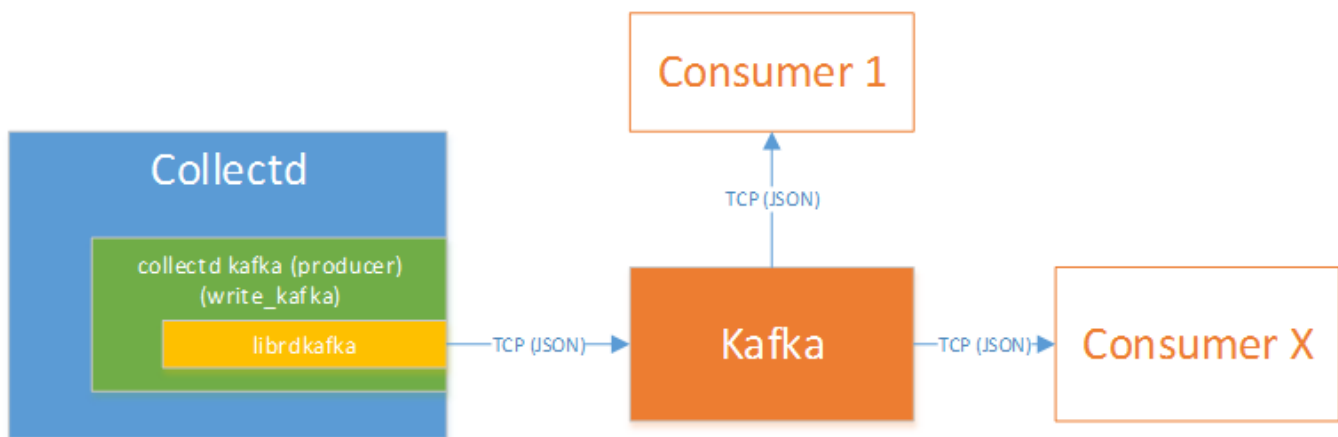 Consumer 1
Collectd
TCP (JSON)
collectd kafka (producer)
(write_kafka)
librdkafka
TCP (JSON)
Kafka
TCP (JSON)
Consumer X